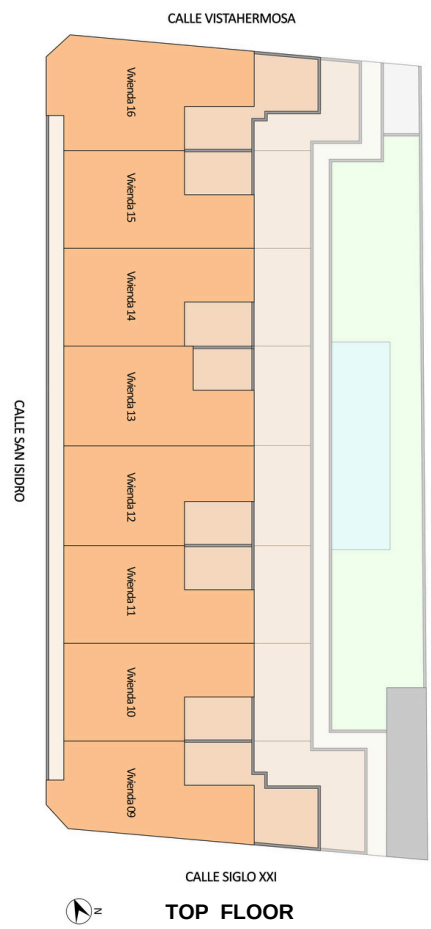 CALLE VISTAHERMOSA
Vivienda 16
Vivienda 15
Vivienda 14
Vivienda 13
CALLE SAN ISIDRO
Vivienda 12
Vivienda 11
Vivienda 10
Vivienda 09
CALLE SIGLO XXI
N
TOP FLOOR